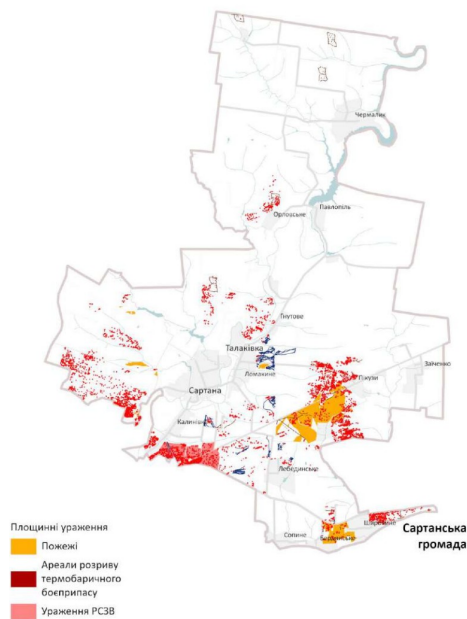 Чермалик
Павлопіль
Орловське
Гнутове
Талаківка
Ломакине
Пікузи
Заїченко
Сартана
Калинівка
Лебединське
Широкине
Сопине
Бердянське
Сартанська
громада
Площинні ураження
Пожежі
Ареали розриву
термобаричного
боєприпасу
Ураження РСЗВ